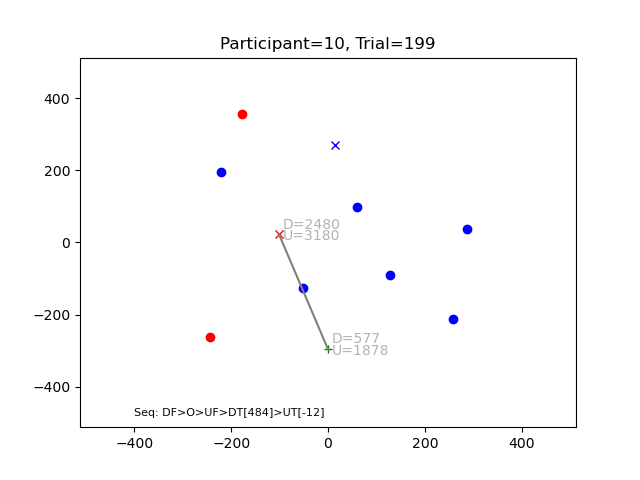 Participant=10, Trial=199
400
200
0
−200
−400
D=2480
U=3180
D=577
U=1878
Seq: DF>O>UF>DT[484]>UT[-12]
−400
−200
0
200
400